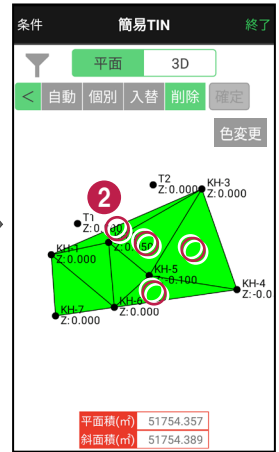 条件 簡易TIN 終了
平面 3D
< 自動 個別 入替 削除 確定
色変更
2
T2
Z:0.000
KH-3
Z:0.000
T1
KH-1
Z:0.000
KH-5
KH-4
Z:-0.0
KH-7
Z:0.000
KH-6
Z:0.000
平面積(㎡) 51754.357
斜面積(㎡) 51754.389